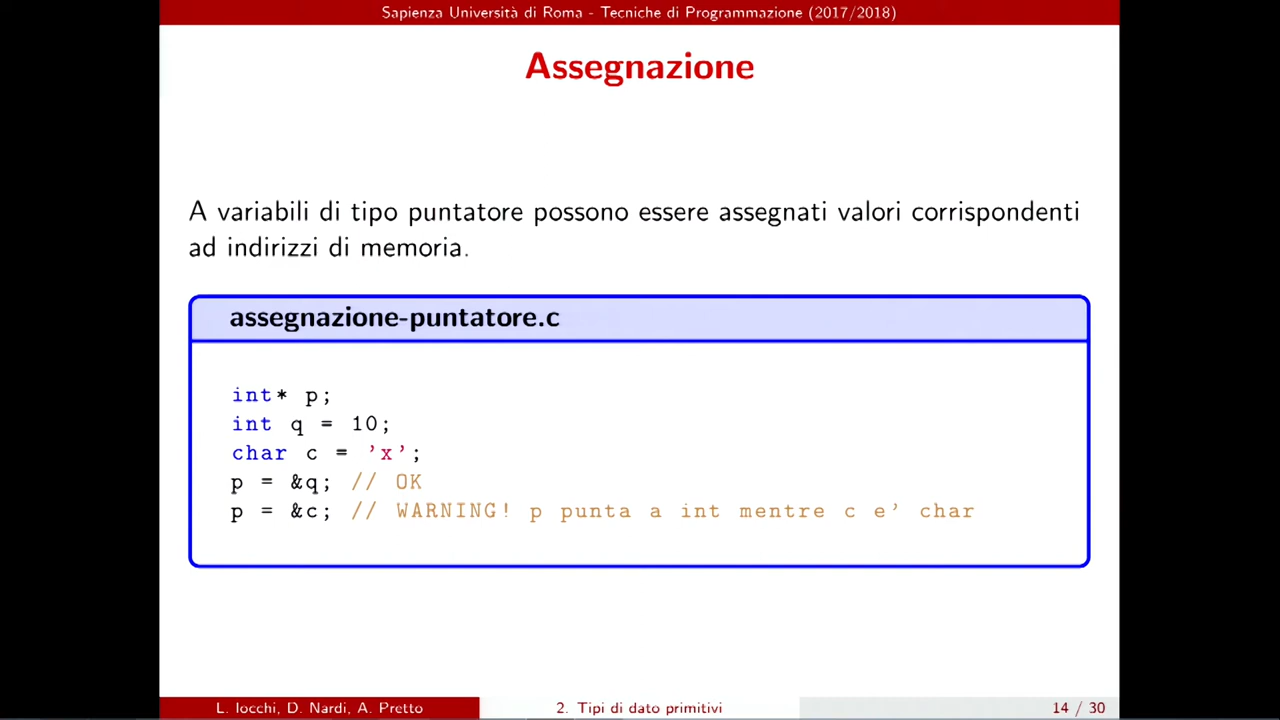 Sapienza Università di Roma - Tecniche di Programmazione (2017/2018)
Assegnazione
A variabili di tipo puntatore possono essere assegnati valori corrispondenti
ad indirizzi di memoria.
assegnazione-puntatore.c
int* p;
int q = 10;
char c = 'x';
p = &q; // OK
p = &c; // WARNING! p punta a int mentre c e' char
L. Iocchi, D. Nardi, A. Pretto
2. Tipi di dato primitivi
14 / 30